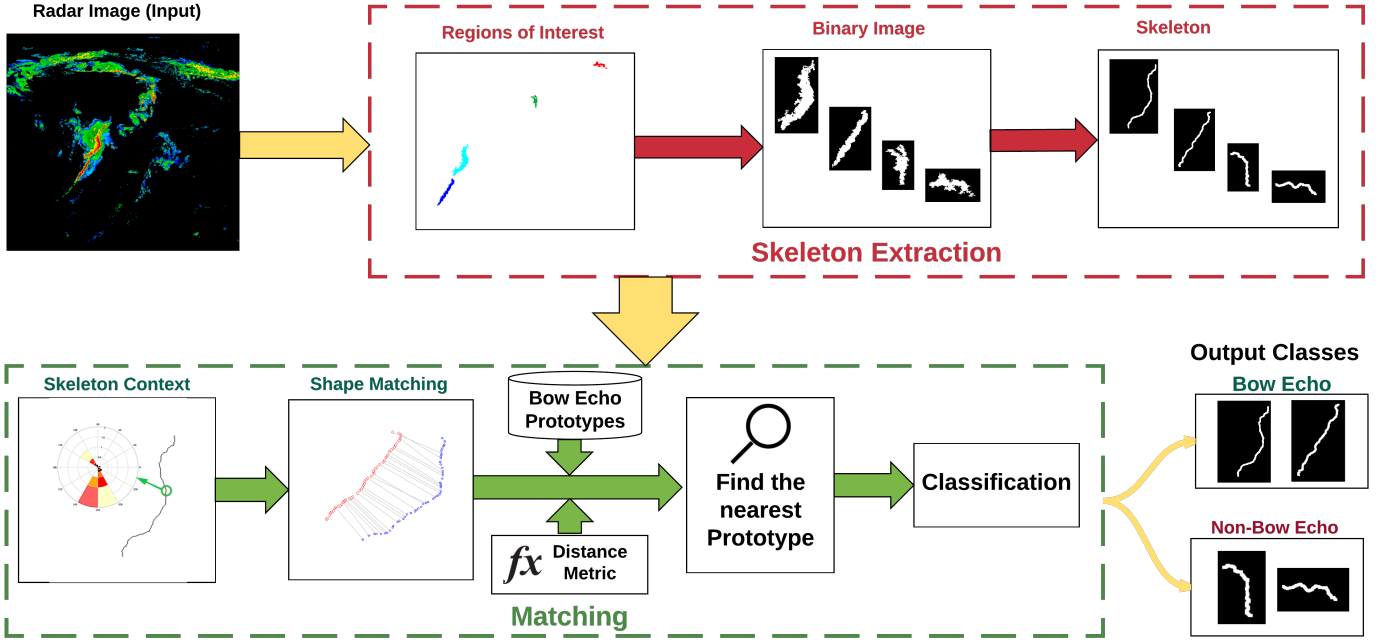 Radar Image (Input)
Regions of Interest
Binary Image
Skeleton
Skeleton Extraction
Skeleton Context
Shape Matching
Bow Echo
Prototypes
fx Distance
Metric
Find the
nearest
Prototype
Classification
Matching
Output Classes
Bow Echo
Non-Bow Echo